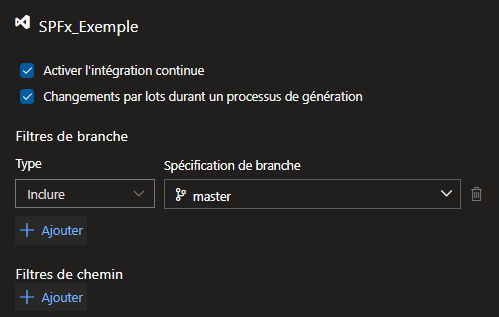 SPFx_Exemple
Activer l'intégration continue
Changements par lots durant un processus de génération
Filtres de branche
Type
Spécification de branche
Inclure
master
Ajouter
Filtres de chemin
Ajouter